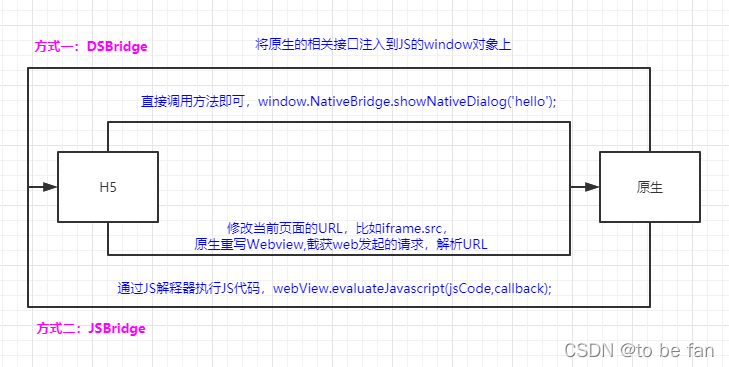 方式一：DSBridge
将原生的相关接口注入到JS的window对象上
直接调用方法即可，window.NativeBridge.showNativeDialog('hello');
H5
原生
修改当前页面的URL，比如iframe.src，
原生重写Webview,截获web发起的请求，解析URL
通过JS解释器执行JS代码，webView.evaluateJavascript(jsCode,callback);
方式二：JSBridge
CSDN @to be fan